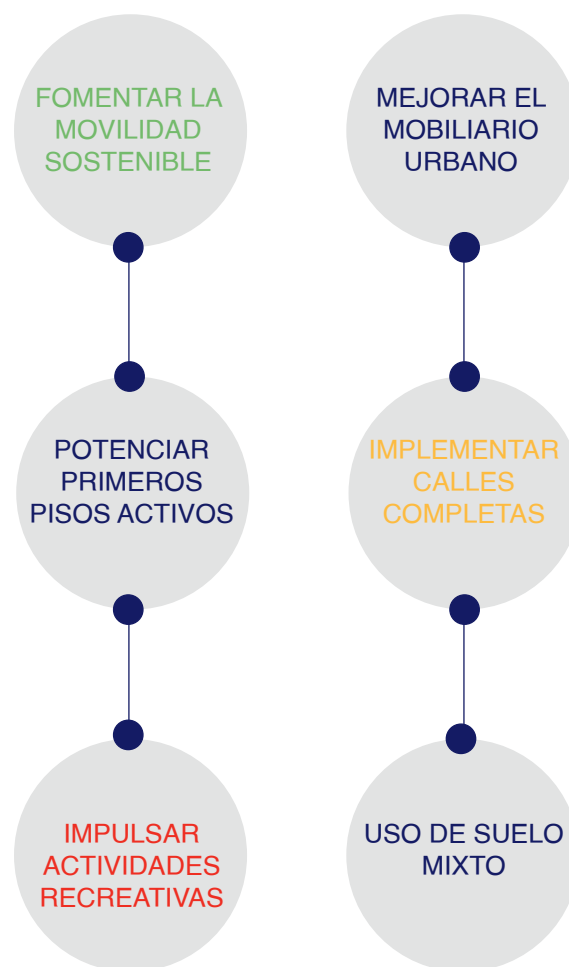 FOMENTAR LA
MOVILIDAD
SOSTENIBLE
POTENCIAR
PRIMEROS
PISOS ACTIVOS
IMPULSAR
ACTIVIDADES
RECREATIVAS
MEJORAR EL
MOBILIARIO
URBANO
IMPLEMENTAR
CALLES
COMPLETAS
USO DE SUELO
MIXTO